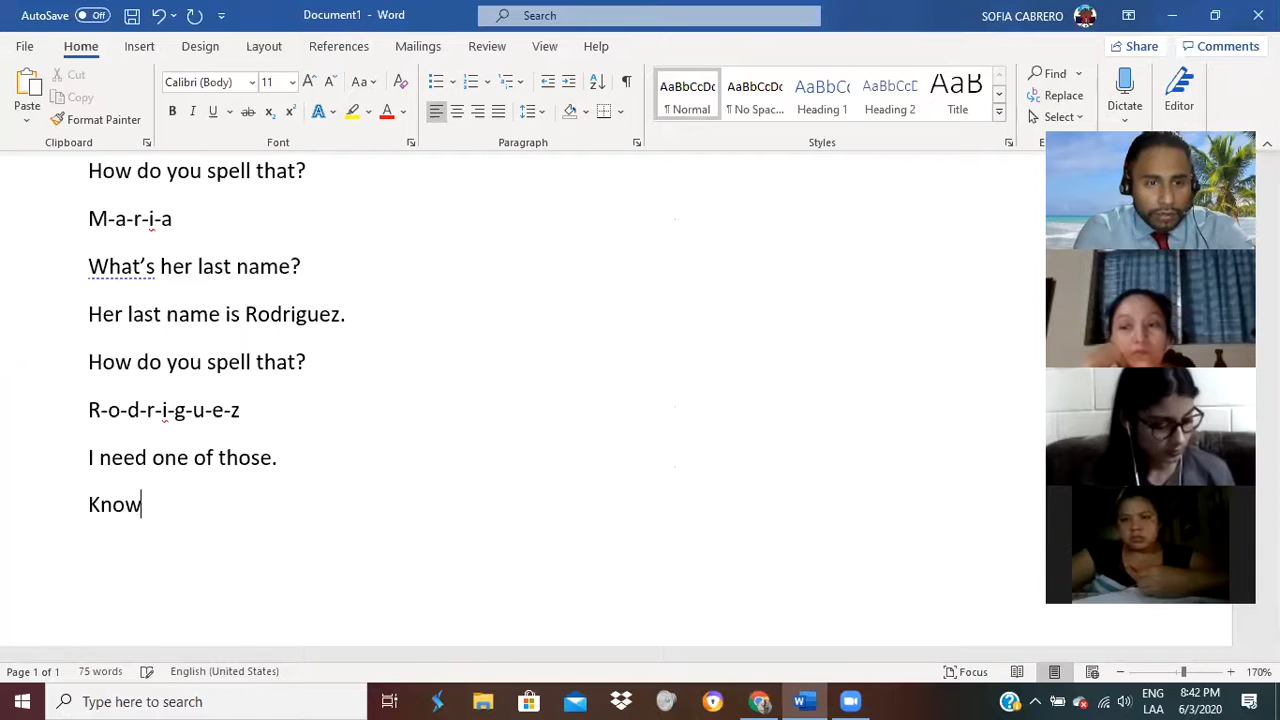 AutoSave Off Document1 - Word Search SOFIA CABRERO
File Home Insert Design Layout References Mailings Review View Help Share Comments
Paste Cut Copy Format Painter
Calibri (Body) 11
AaBbCcDc AaBbCcDc AaBbCc AaBbCcC AaB
¶ Normal ¶ No Spac... Heading 1 Heading 2 Title
Find Replace Select Dictate Editor
Clipboard Font Paragraph Styles Editing Voice Editor
How do you spell that?
M-a-r-i-a
What's her last name?
Her last name is Rodriguez.
How do you spell that?
R-o-d-r-i-g-u-e-z
I need one of those.
Know
Page 1 of 1 75 words English (United States) Focus 170%
Type here to search ENG 8:42 PM
LAA 6/3/2020